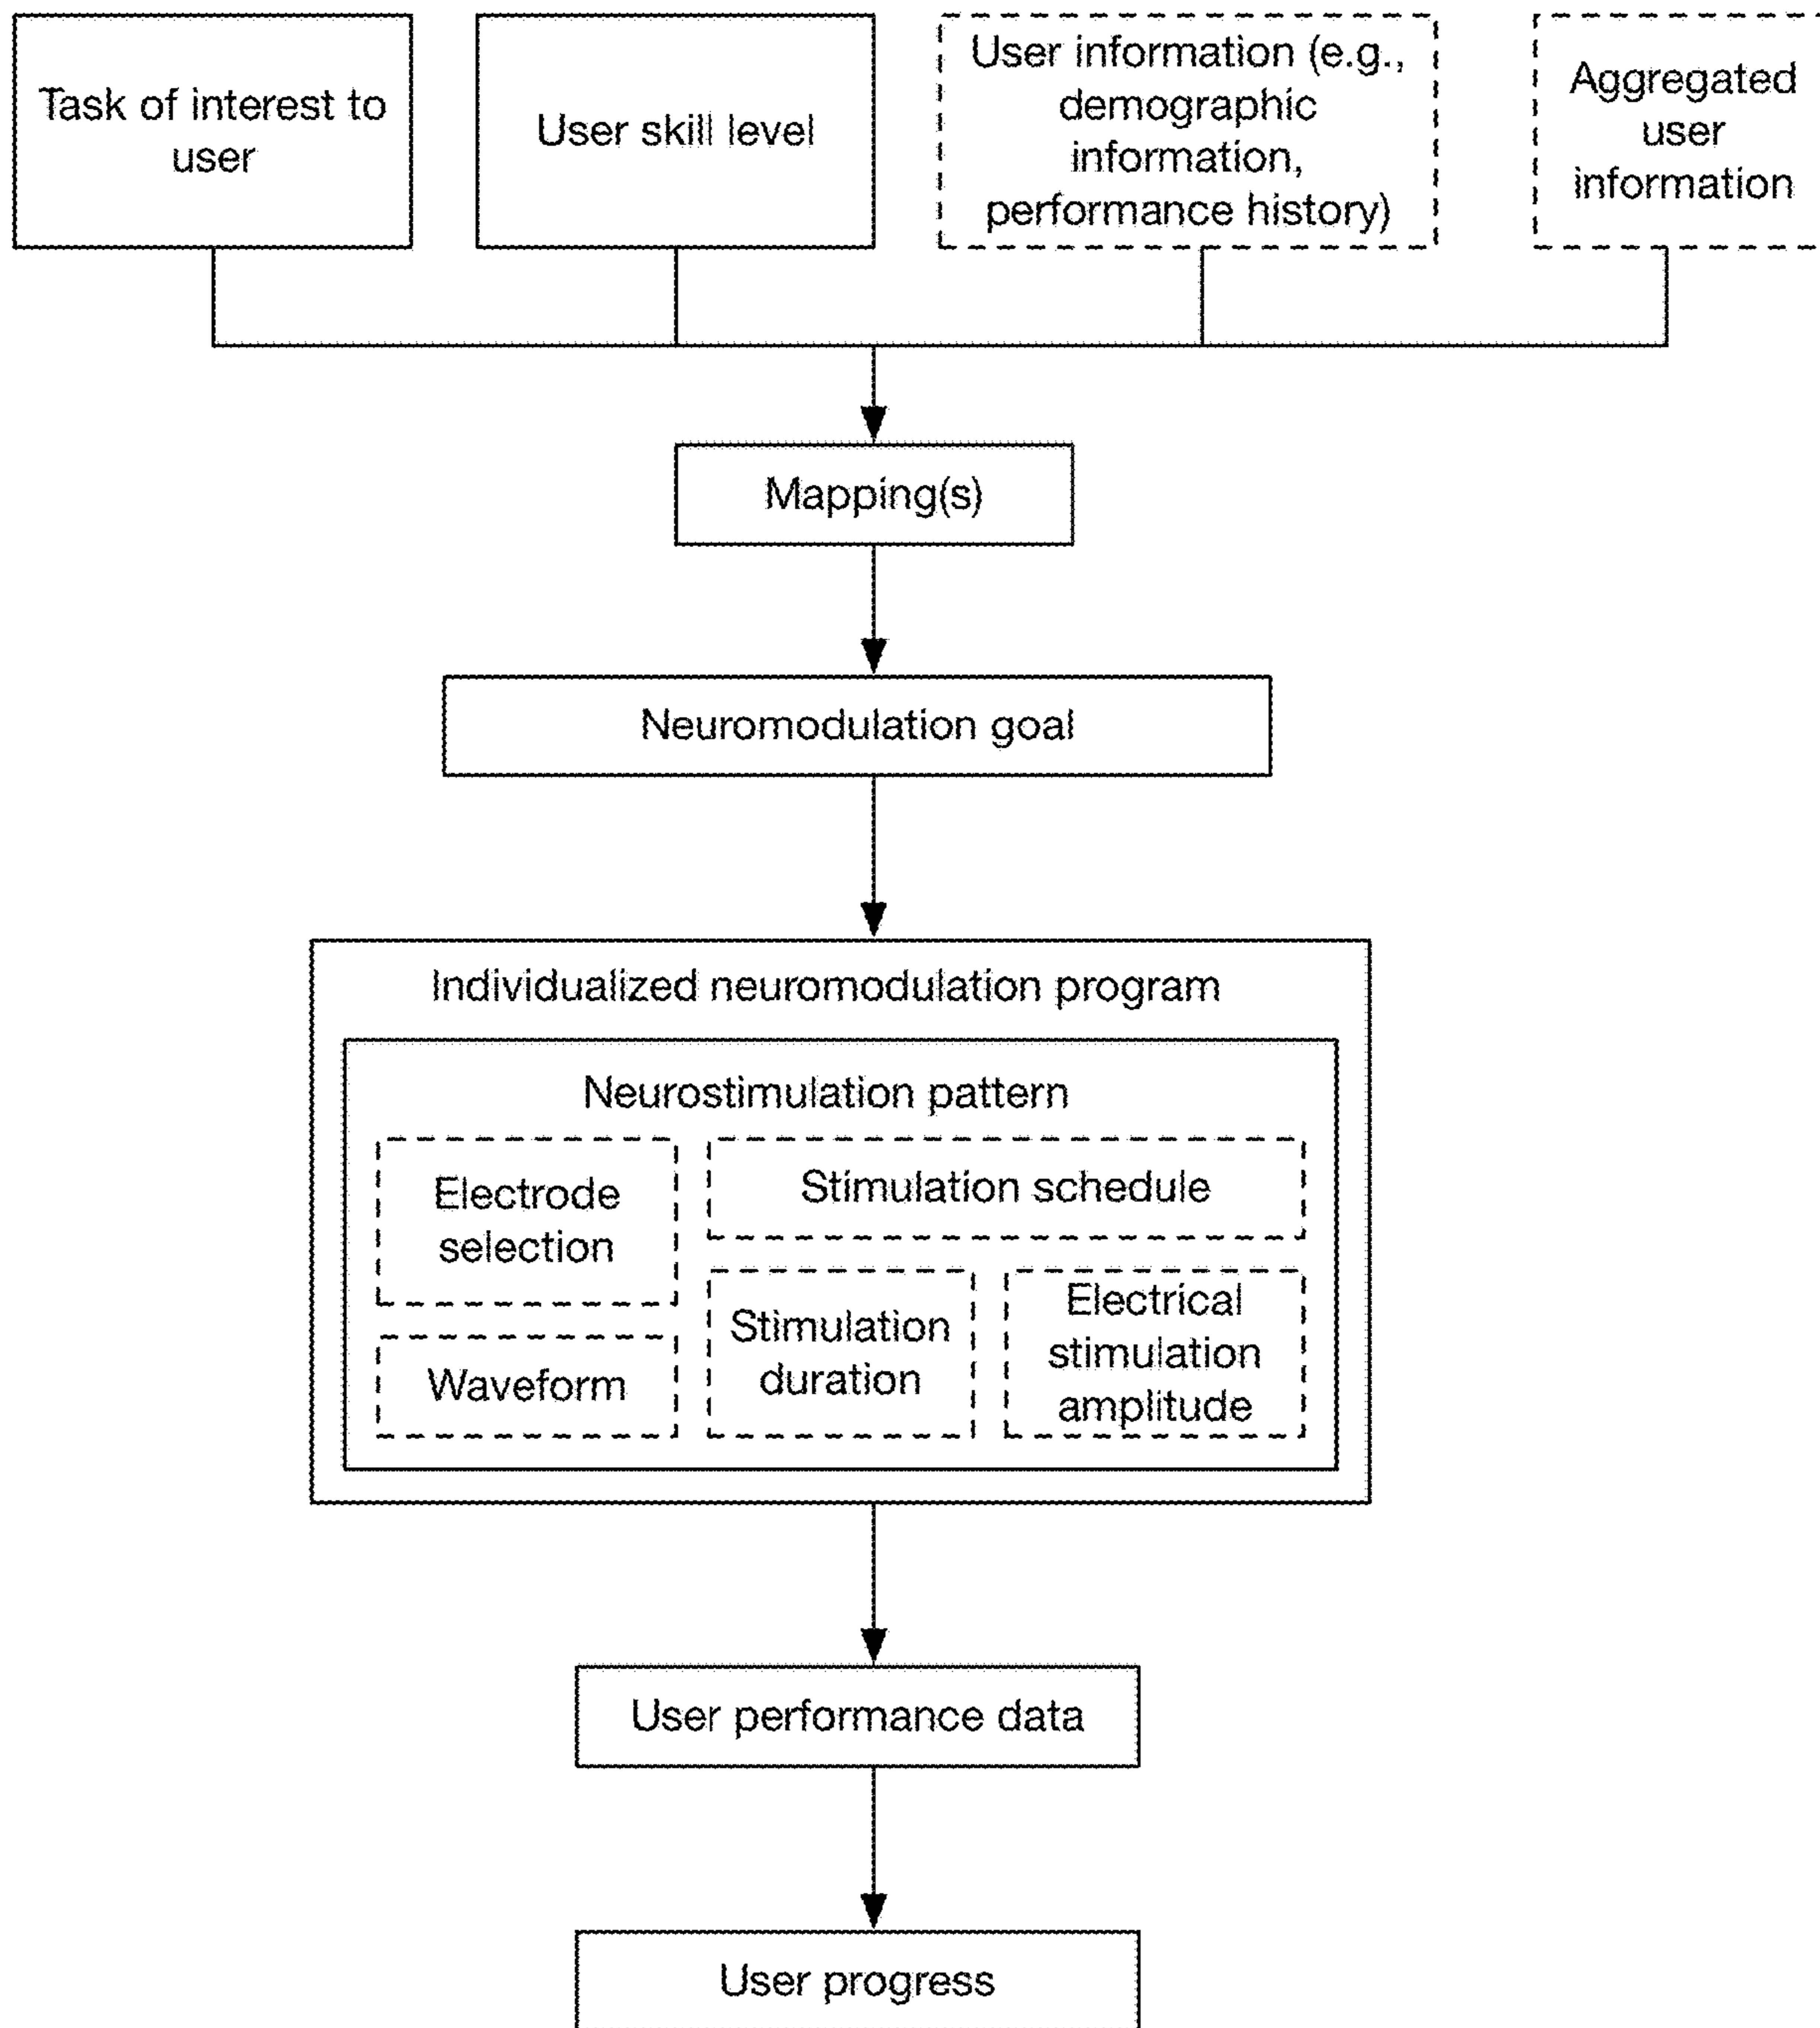 Task of interest to
user
User skill level
User information (e.g.,
demographic
information,
performance history)
Aggregated
user
information
Mapping(s)
Neuromodulation goal
Individualized neuromodulation program
Neurostimulation pattern
Electrode
selection
Stimulation schedule
Waveform
Stimulation
duration
Electrical
stimulation
amplitude
User performance data
User progress